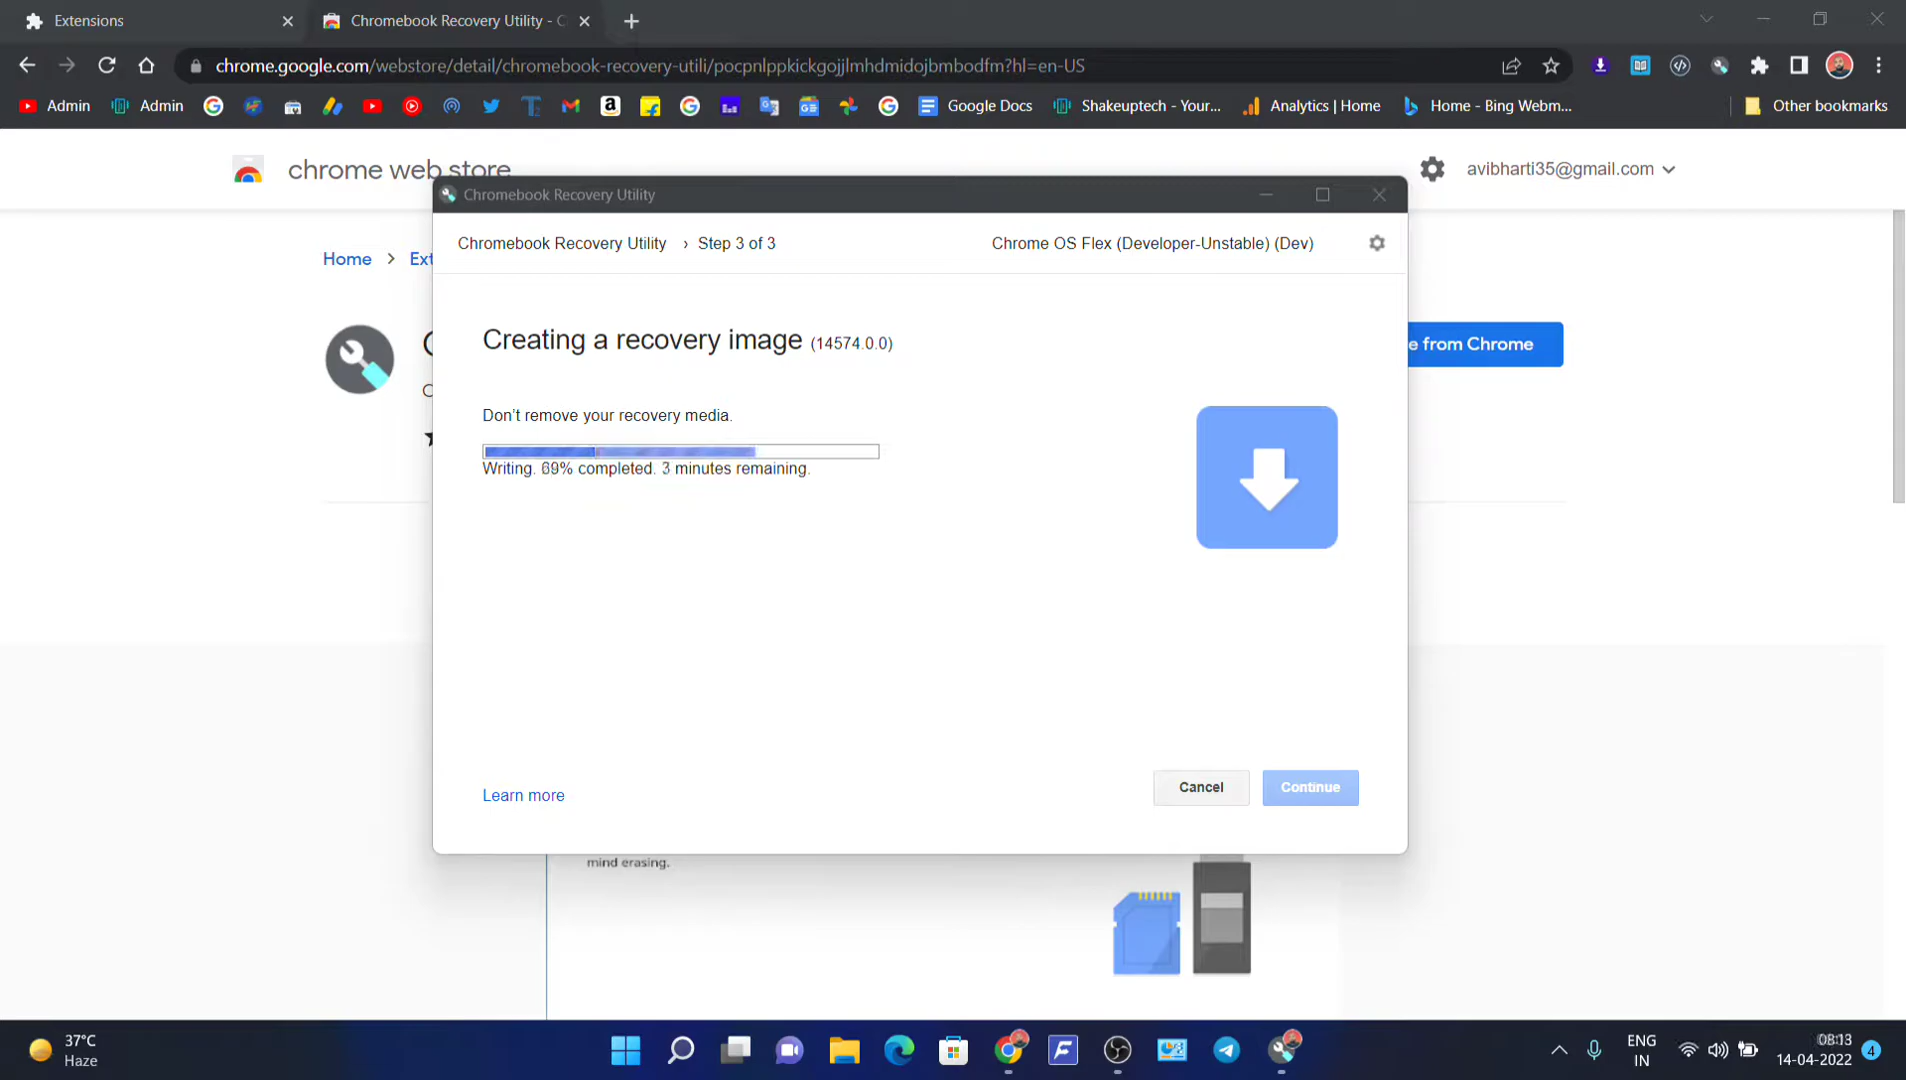 Extensions
Chromebook Recovery Utility - C
chrome.google.com/webstore/detail/chromebook-recovery-utili/pocpnlppkickgojjlmhdmidojbmbodfm?hl=en-US
Admin
Admin
Google Docs
Shakeuptech - Your...
Analytics | Home
Home - Bing Webm...
Other bookmarks
chrome web store
avibharti35@gmail.com
Chromebook Recovery Utility
Chromebook Recovery Utility › Step 3 of 3
Chrome OS Flex (Developer-Unstable) (Dev)
Home
Ext
Creating a recovery image (14574.0.0)
e from Chrome
Don't remove your recovery media.
Writing. 69% completed. 3 minutes remaining.
Learn more
Cancel
Continue
mind erasing.
37°C
Haze
ENG
IN
08:13
14-04-2022
4